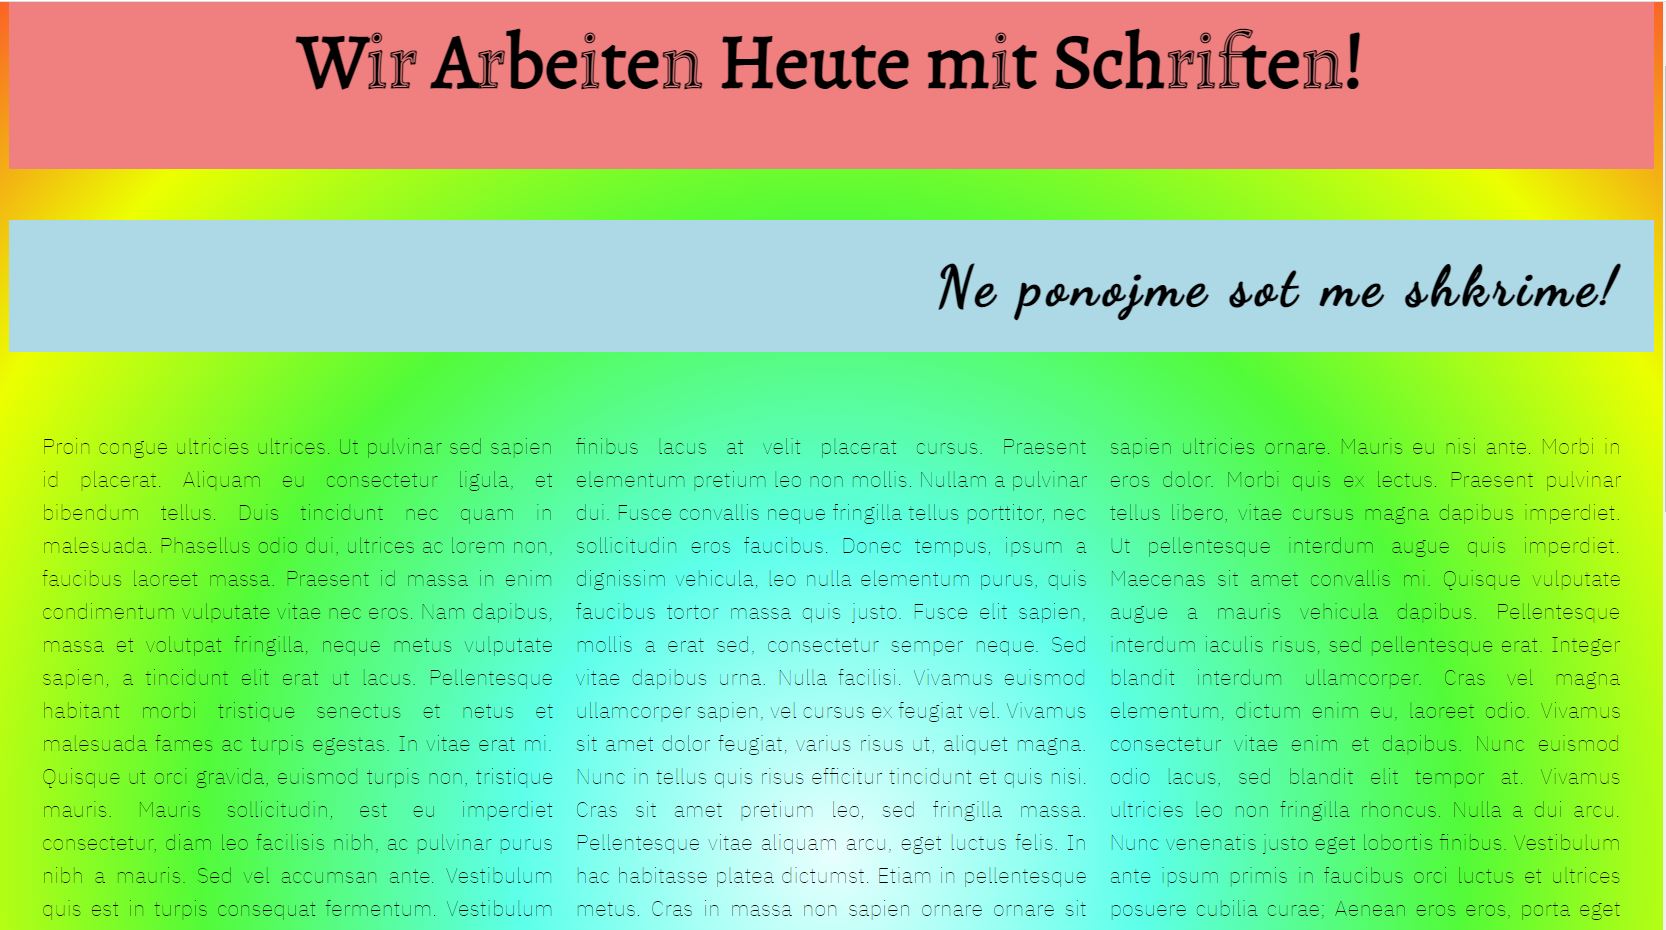 Wir Arbeiten Heute mit Schriften!
Ne ponojme sot me shkrime!
Proin congue ultricies ultrices. Ut pulvinar sed sapien
id placerat. Aliquam eu consectetur ligula, et
bibendum tellus. Duis tincidunt nec quam in
malesuada. Phasellus odio dui, ultrices ac lorem non,
faucibus laoreet massa. Praesent id massa in enim
condimentum vulputate vitae nec eros. Nam dapibus,
massa et volutpat fringilla, neque metus vulputate
sapien, a tincidunt elit erat ut lacus. Pellentesque
habitant morbi tristique senectus et netus et
malesuada fames ac turpis egestas. In vitae erat mi.
Quisque ut orci gravida, euismod turpis non, tristique
mauris. Mauris sollicitudin, est eu imperdiet
consectetur, diam leo facilisis nibh, ac pulvinar purus
nibh a mauris. Sed vel accumsan ante. Vestibulum
quis est in turpis consequat fermentum. Vestibulum
finibus lacus at velit placerat cursus. Praesent
elementum pretium leo non mollis. Nullam a pulvinar
dui. Fusce convallis neque fringilla tellus porttitor, nec
sollicitudin eros faucibus. Donec tempus, ipsum a
dignissim vehicula, leo nulla elementum purus, quis
faucibus tortor massa quis justo. Fusce elit sapien,
mollis a erat sed, consectetur semper neque. Sed
vitae dapibus urna. Nulla facilisi. Vivamus euismod
ullamcorper sapien, vel cursus ex feugiat vel. Vivamus
sit amet dolor feugiat, varius risus ut, aliquet magna.
Nunc in tellus quis risus efficitur tincidunt et quis nisi.
Cras sit amet pretium leo, sed fringilla massa.
Pellentesque vitae aliquam arcu, eget luctus felis. In
hac habitasse platea dictumst. Etiam in pellentesque
metus. Cras in massa non sapien ornare ornare sit
sapien ultricies ornare. Mauris eu nisi ante. Morbi in
eros dolor. Morbi quis ex lectus. Praesent pulvinar
tellus libero, vitae cursus magna dapibus imperdiet.
Ut pellentesque interdum augue quis imperdiet.
Maecenas sit amet convallis mi. Quisque vulputate
augue a mauris vehicula dapibus. Pellentesque
interdum iaculis risus, sed pellentesque erat. Integer
blandit interdum ullamcorper. Cras vel magna
elementum, dictum enim eu, laoreet odio. Vivamus
consectetur vitae enim et dapibus. Nunc euismod
odio lacus, sed blandit elit tempor at. Vivamus
ultricies leo non fringilla rhoncus. Nulla a dui arcu.
Nunc venenatis justo eget lobortis finibus. Vestibulum
ante ipsum primis in faucibus orci luctus et ultrices
posuere cubilia curae; Aenean eros eros, porta eget